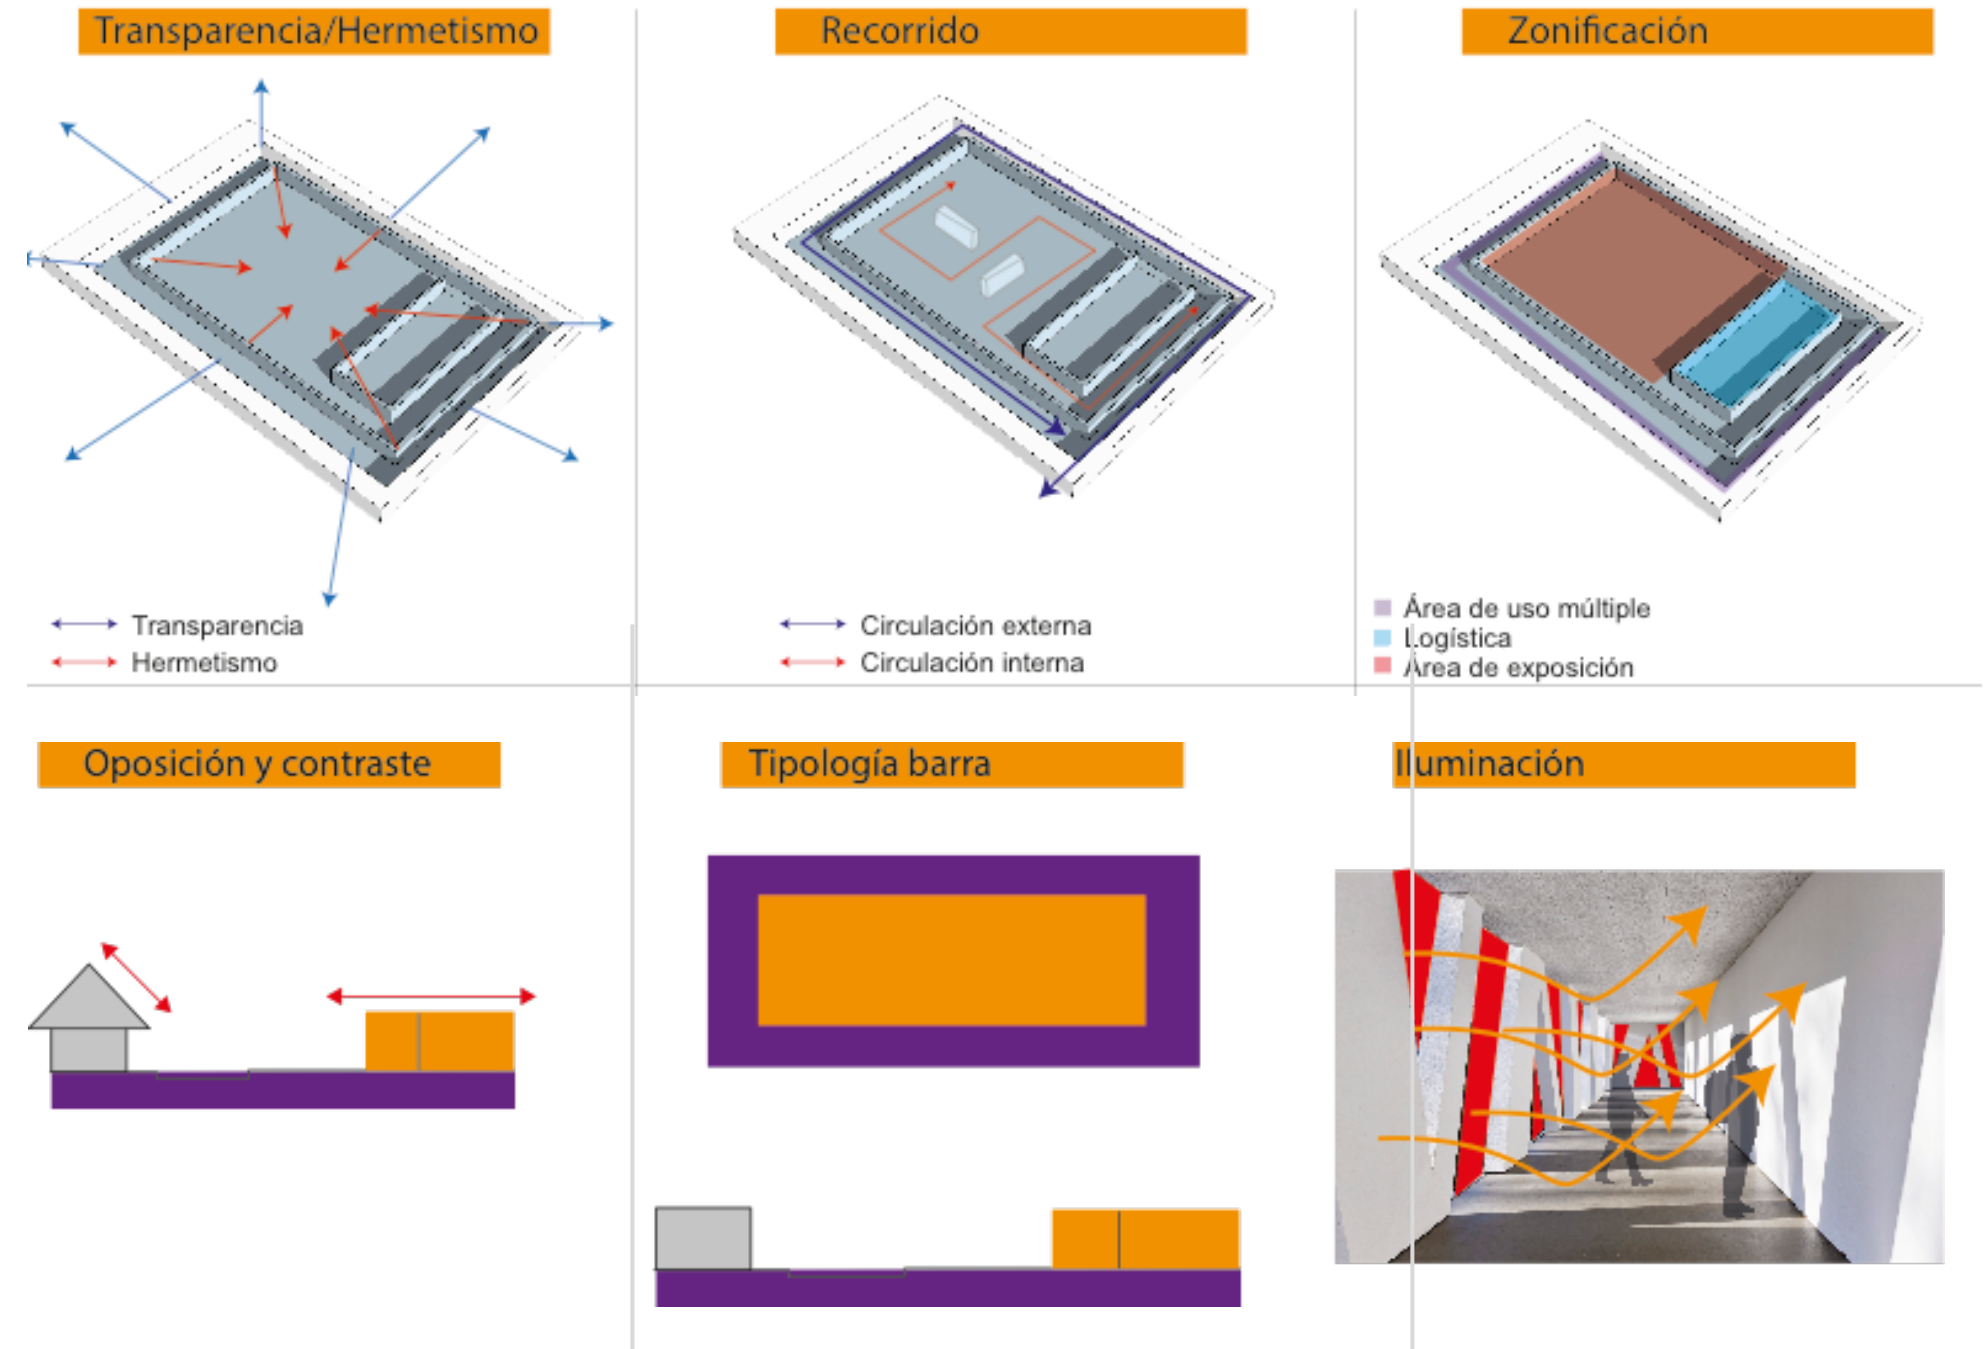 Transparencia/Hermetismo
Recorrido
Zonificación
Transparencia
Hermetismo
Circulación externa
Circulación interna
Área de uso múltiple
Logística
Área de exposición
Oposición y contraste
Tipología barra
Iluminación